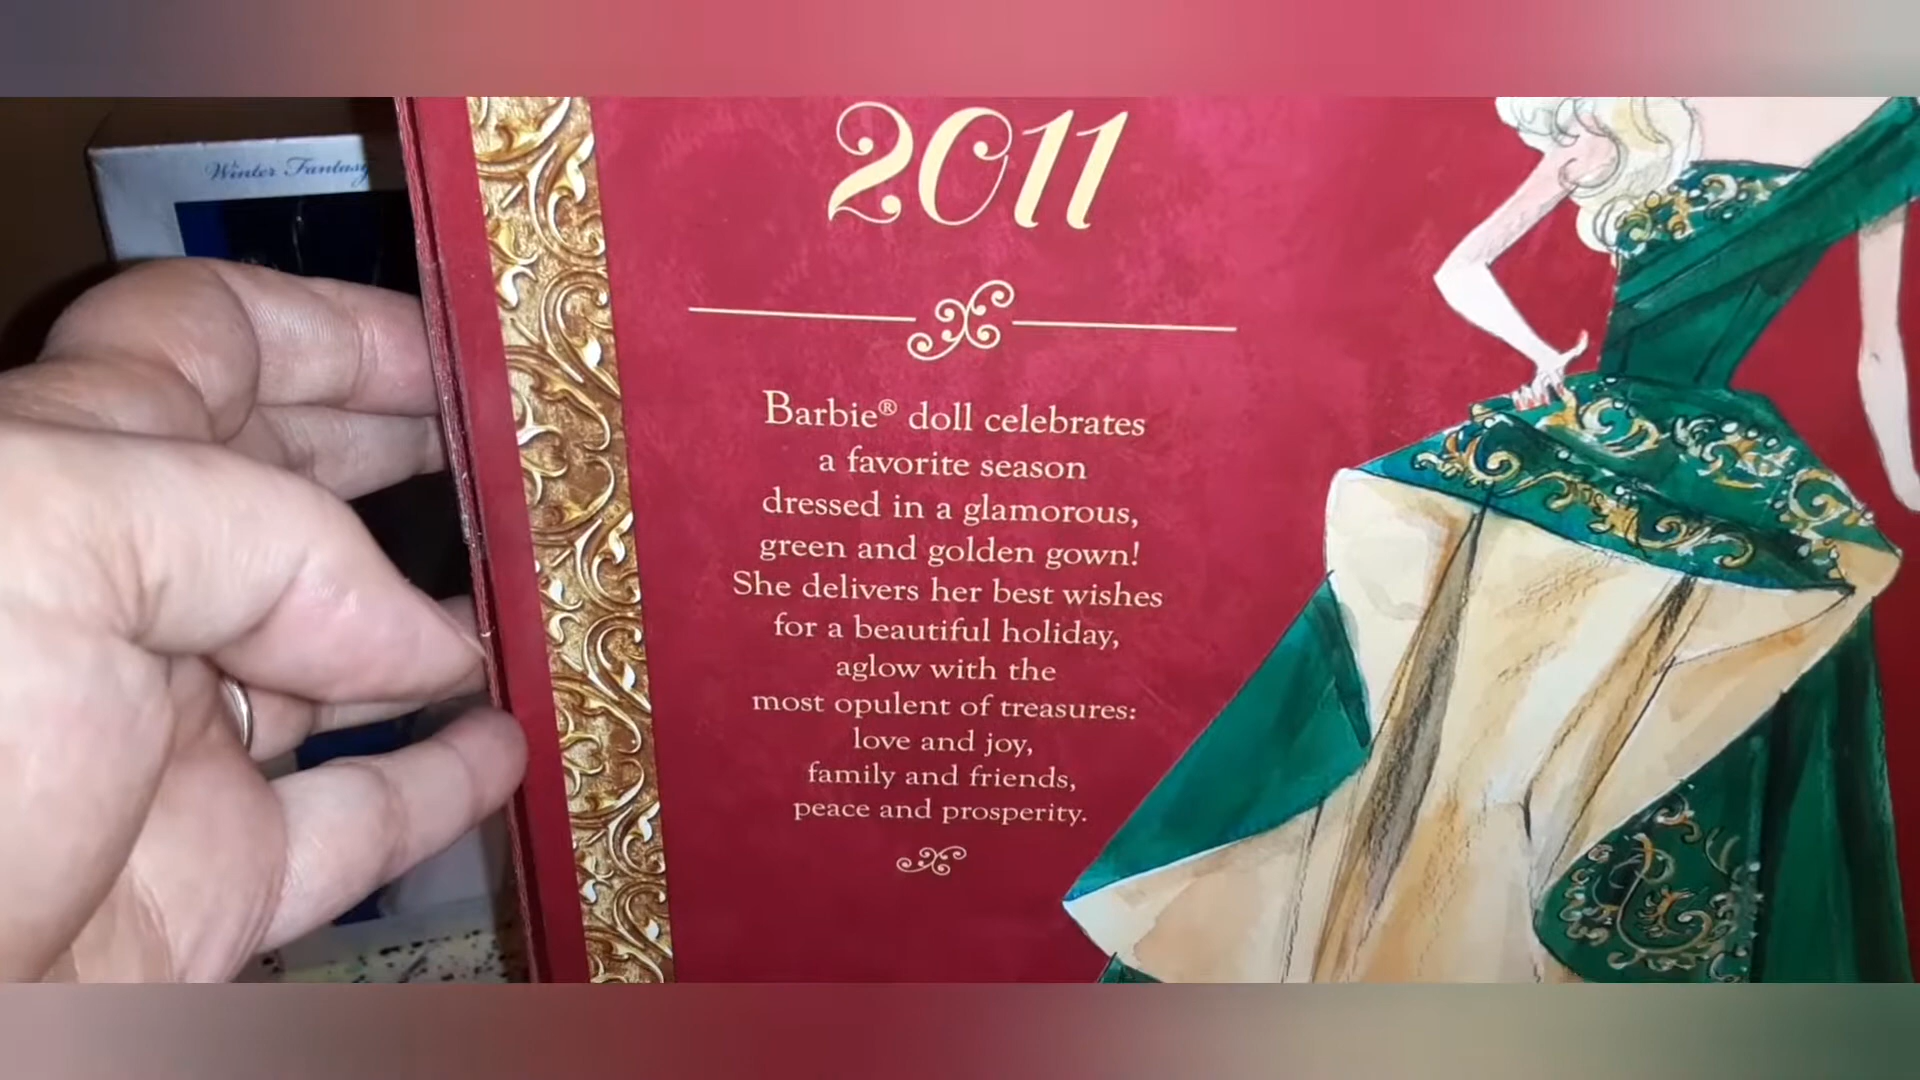 Winter Fantasy
2011
Barbie® doll celebrates
a favorite season
dressed in a glamorous,
green and golden gown!
She delivers her best wishes
for a beautiful holiday,
aglow with the
most opulent of treasures:
love and joy,
family and friends,
peace and prosperity.